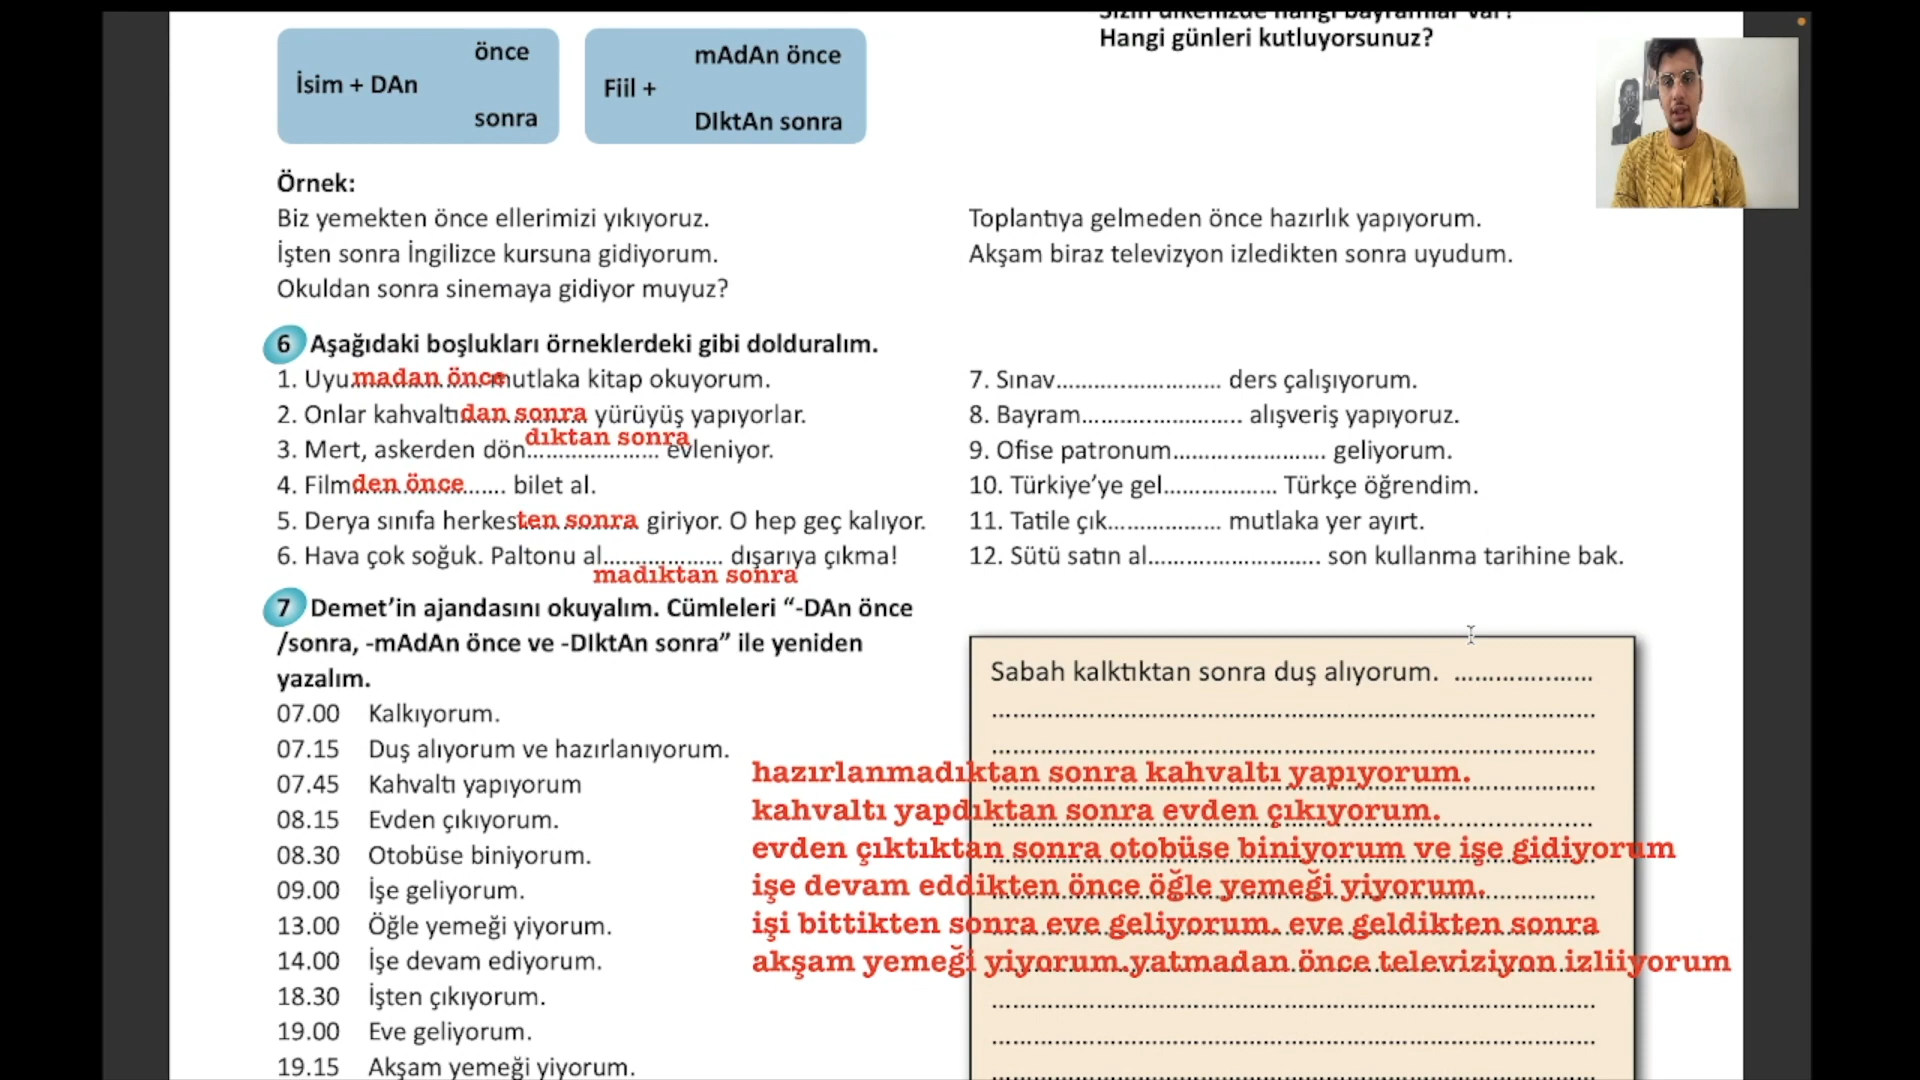 Hangi günleri kutluyorsunuz?
önce
İsim + DAn
sonra
mAdAn önce
Fiil +
DIktAn sonra
Örnek:
Biz yemekten önce ellerimizi yıkıyoruz.
İşten sonra İngilizce kursuna gidiyorum.
Okuldan sonra sinemaya gidiyor muyuz?
Toplantıya gelmeden önce hazırlık yapıyorum.
Akşam biraz televizyon izledikten sonra uyudum.
6 Aşağıdaki boşlukları örneklerdeki gibi dolduralım.
1. Uyumadan önce mutlaka kitap okuyorum.
2. Onlar kahvaltıdan sonra yürüyüş yapıyorlar.
dıktan sonra
3. Mert, askerden dön..................... evleniyor.
4. Filmden önce...... bilet al.
5. Derya sınıfa herkesten sonra giriyor. O hep geç kalıyor.
6. Hava çok soğuk. Paltonu al................... dışarıya çıkma!
madıktan sonra
7. Sınav......................... ders çalışıyorum.
8. Bayram......................... alışveriş yapıyoruz.
9. Ofise patronum........................ geliyorum.
10. Türkiye’ye gel.................. Türkçe öğrendim.
11. Tatile çık.................. mutlaka yer ayırt.
12. Sütü satın al........................... son kullanma tarihine bak.
7 Demet’in ajandasını okuyalım. Cümleleri “-DAn önce
/sonra, -mAdAn önce ve -DIktAn sonra” ile yeniden
yazalım.
07.00 Kalkıyorum.
07.15 Duş alıyorum ve hazırlanıyorum.
07.45 Kahvaltı yapıyorum
08.15 Evden çıkıyorum.
08.30 Otobüse biniyorum.
09.00 İşe geliyorum.
13.00 Öğle yemeği yiyorum.
14.00 İşe devam ediyorum.
18.30 İşten çıkıyorum.
19.00 Eve geliyorum.
19.15 Akşam yemeği yiyorum.
Sabah kalktıktan sonra duş alıyorum. ......................
hazırlanmadıktan sonra kahvaltı yapıyorum.
kahvaltı yapdıktan sonra evden çıkıyorum.
evden çıktıktan sonra otobüse biniyorum ve işe gidiyorum
işe devam eddikten önce öğle yemeği yiyorum.
işi bittikten sonra eve geliyorum. eve geldikten sonra
akşam yemeği yiyorum.yatmadan önce televiziyon izliiyorum